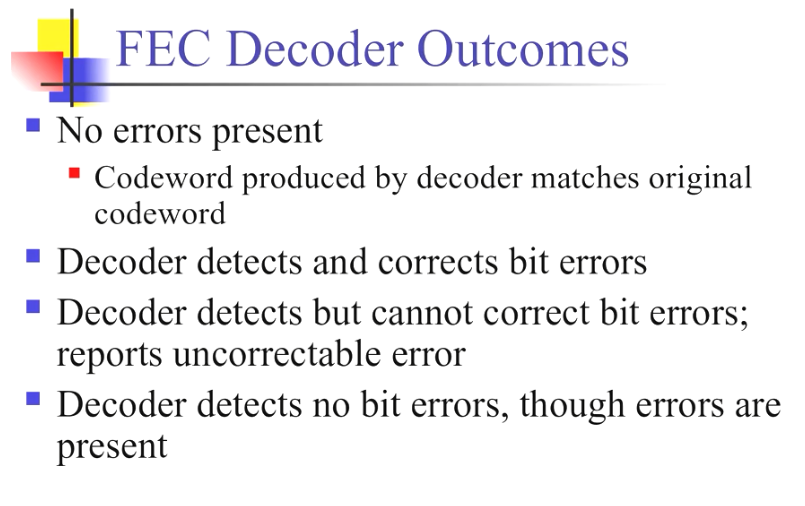 FEC Decoder Outcomes
No errors present
Codeword produced by decoder matches original
codeword
Decoder detects and corrects bit errors
Decoder detects but cannot correct bit errors;
reports uncorrectable error
Decoder detects no bit errors, though errors are
present